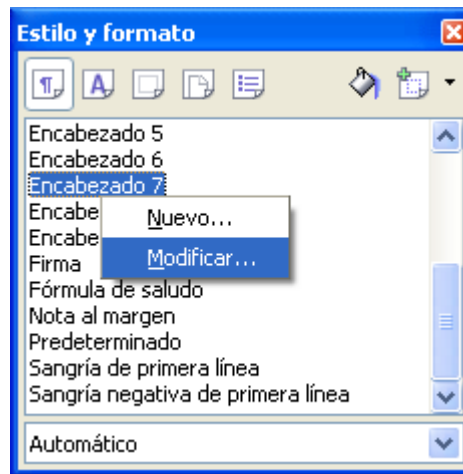 Estilo y formato
Encabezado 5
Encabezado 6
Encabezado 7
Encabe
Nuevo...
Encabe
Modificar...
Firma
Fórmula de saludo
Nota al margen
Predeterminado
Sangría de primera línea
Sangría negativa de primera línea
Automático